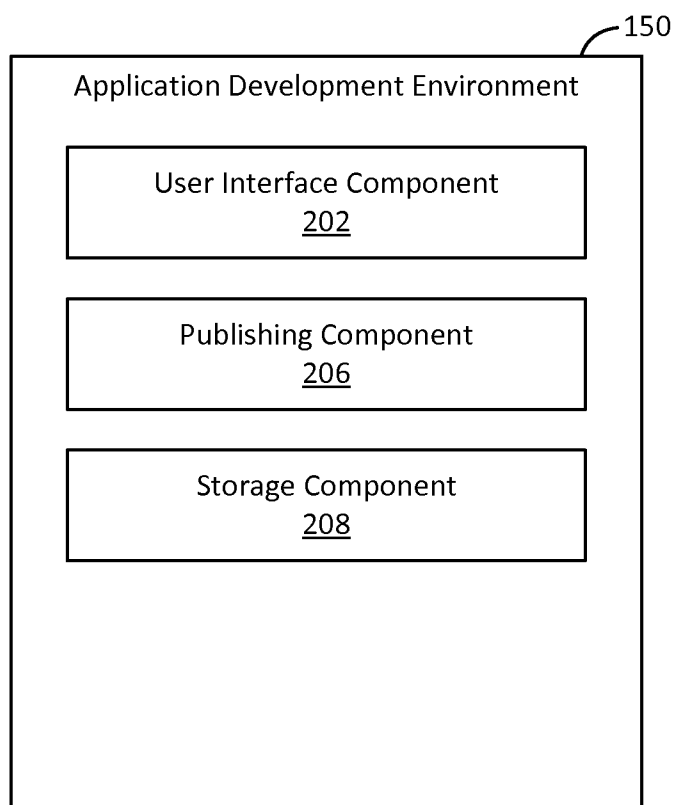 150
Application Development Environment
User Interface Component
202
Publishing Component
206
Storage Component
208